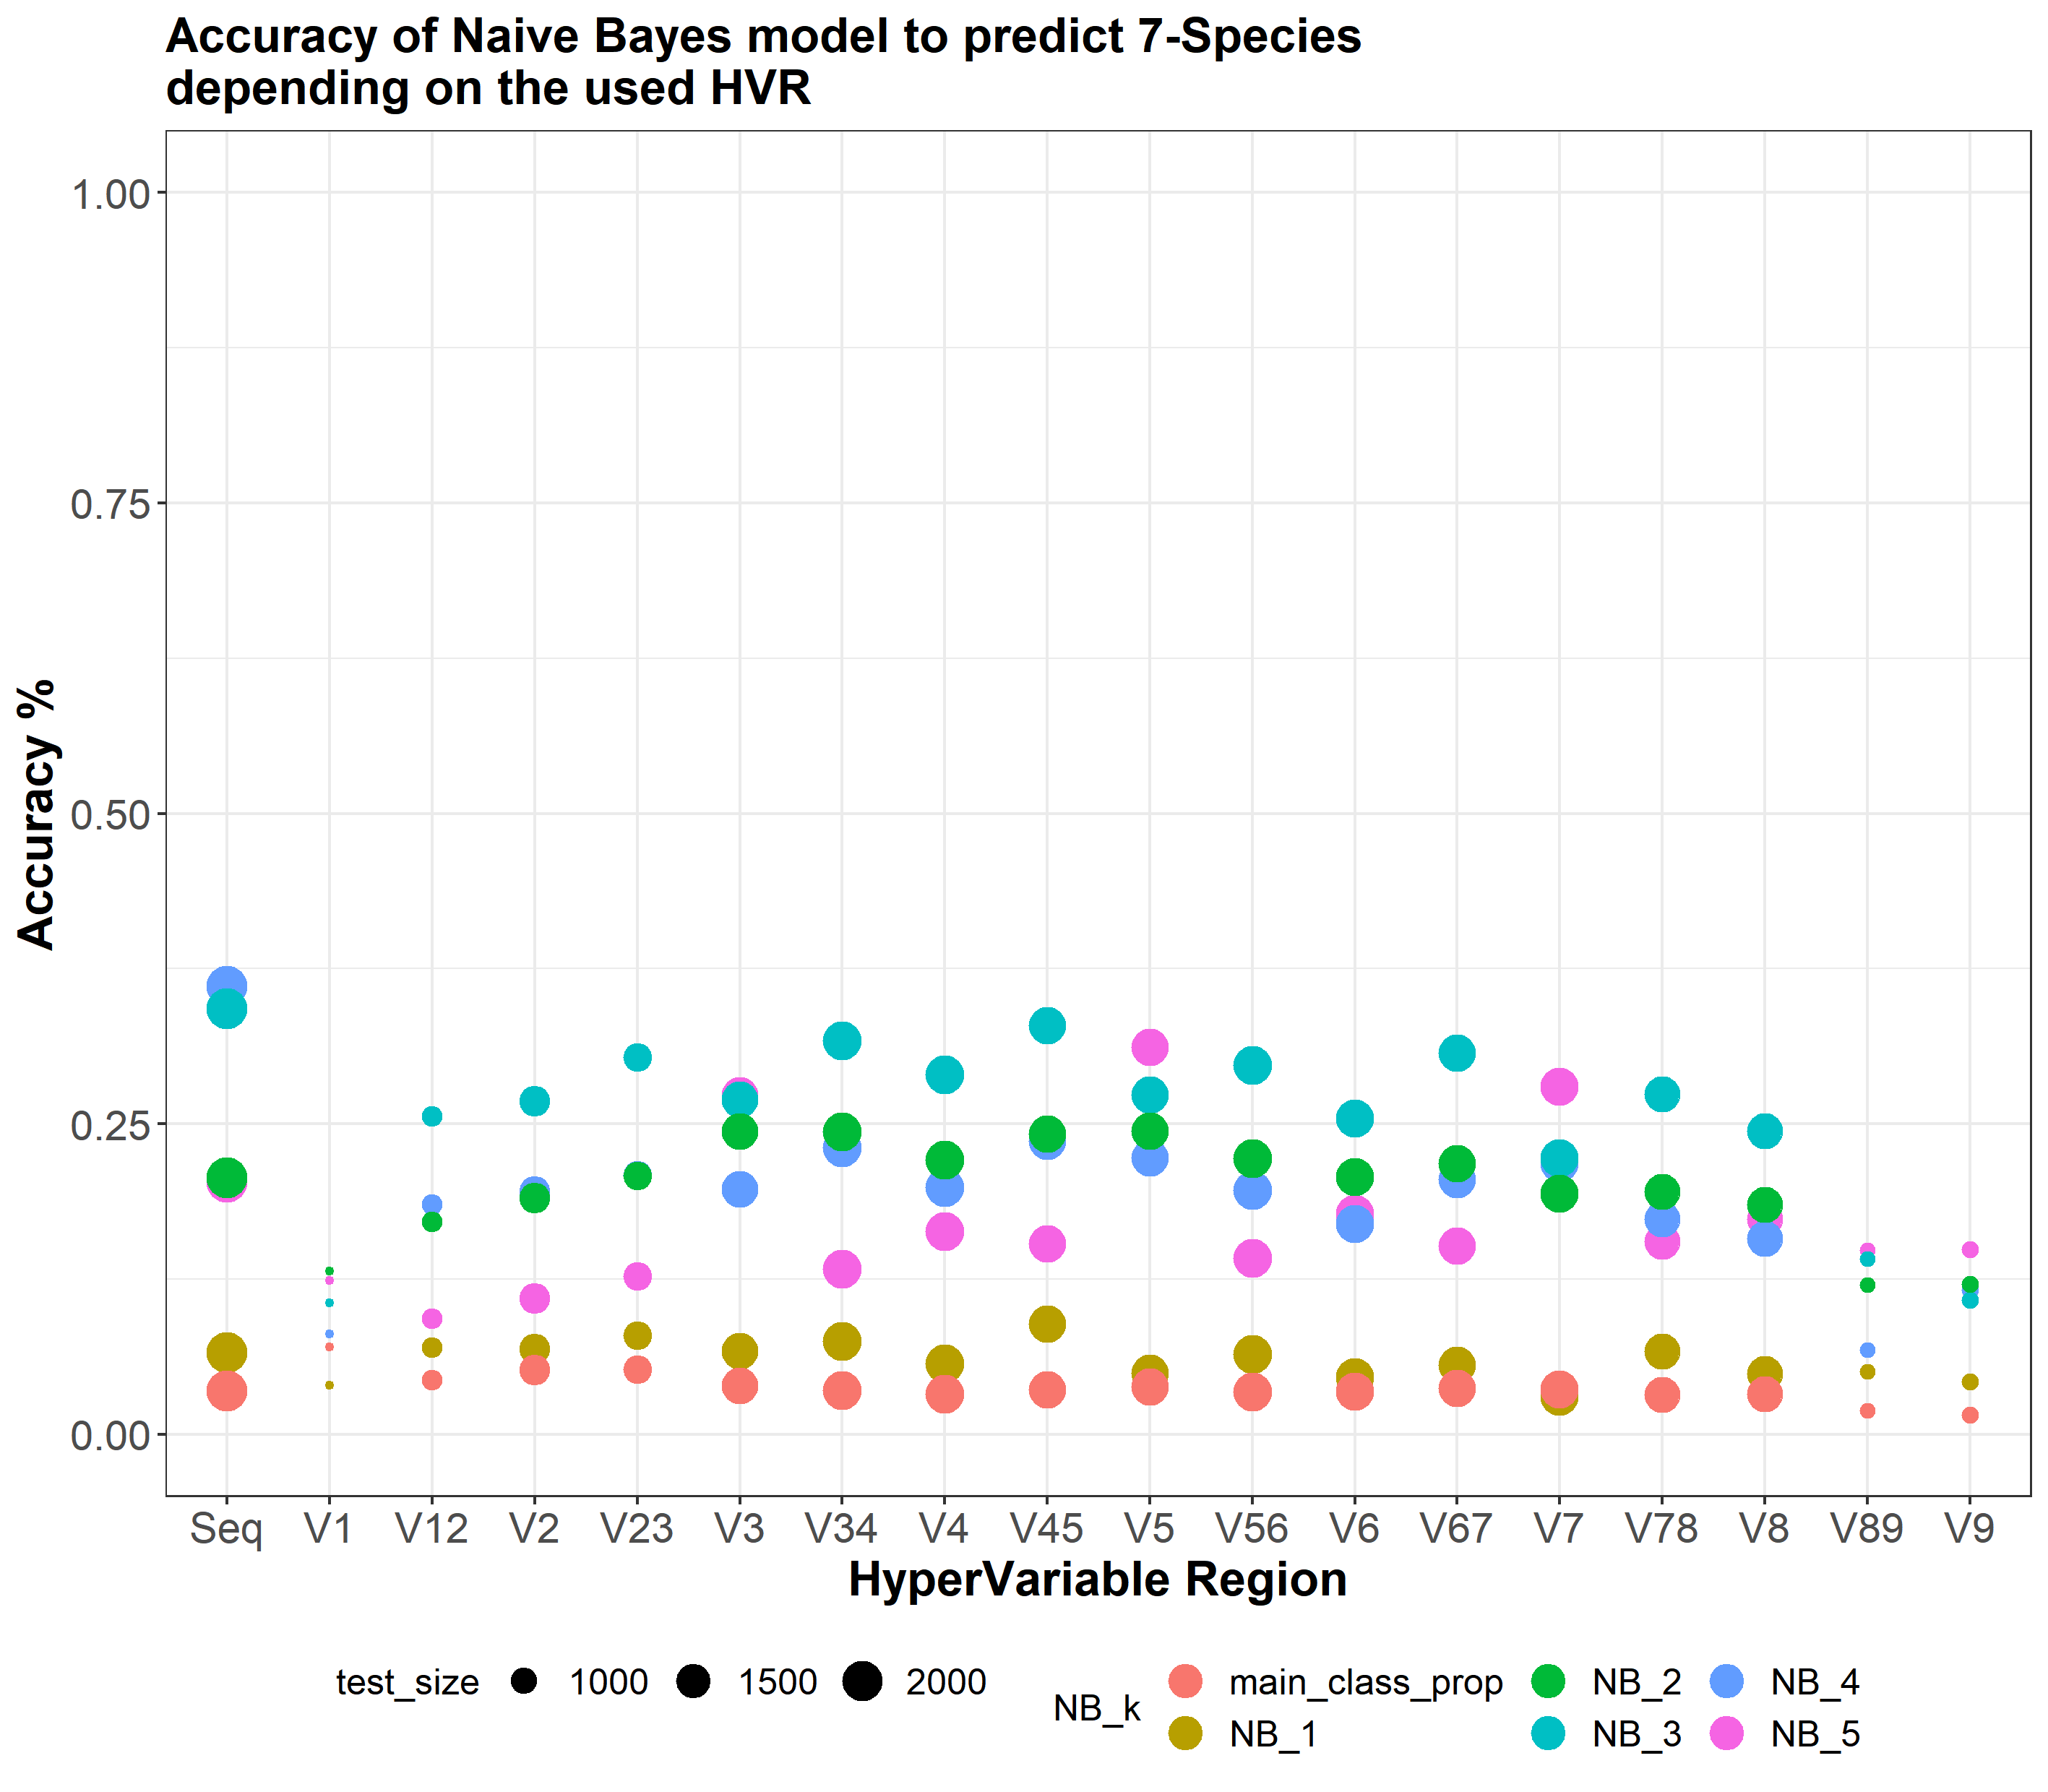 Accuracy of Naive Bayes model to predict 7-Species
depending on the used HVR
Accuracy %
1.00
0.75
0.50
0.25
0.00
Seq V1 V12 V2 V23 V3 V34 V4 V45 V5 V56 V6 V67 V7 V78 V8 V89 V9
HyperVariable Region
test_size 1000 1500 2000
NB_k
main_class_prop NB_2 NB_4
NB_1 NB_3 NB_5